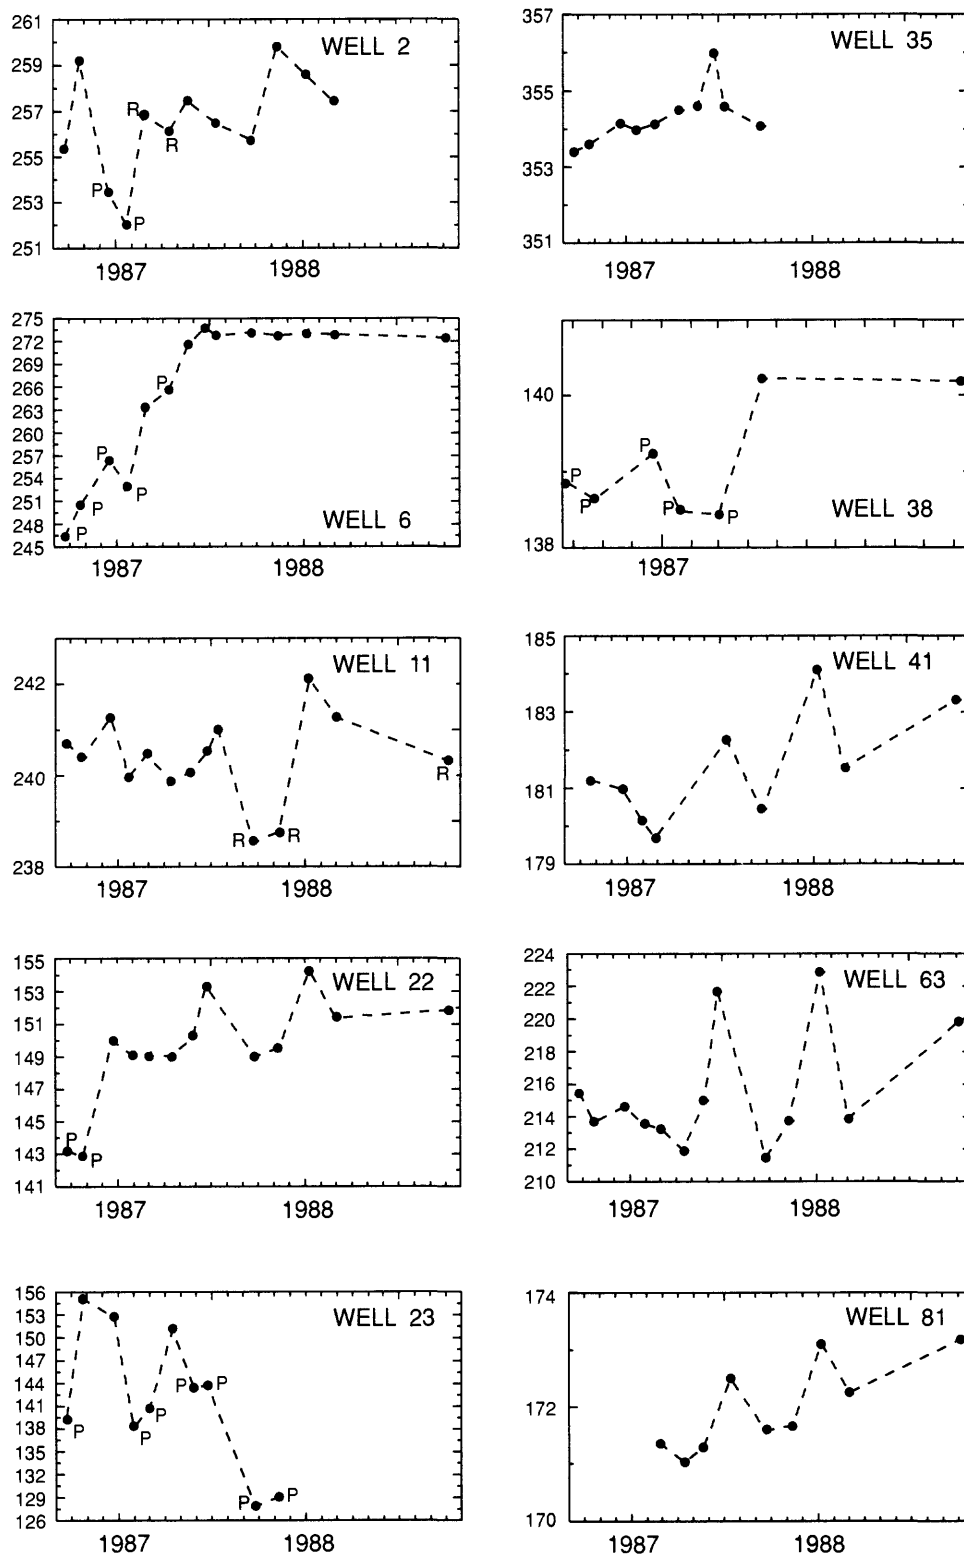 WELL 2
261
259
257
255
253
251
P
P
R
R
1987
1988
WELL 35
357
355
353
351
1987
1988
WELL 6
275
272
269
266
263
260
257
254
251
248
245
P
P
P
P
P
1987
1988
WELL 38
140
138
P
P
P
P
P
1987
WELL 11
242
240
238
R
R
R
1987
1988
WELL 41
185
183
181
179
1987
1988
WELL 22
155
153
151
149
147
145
143
141
P
P
1987
1988
WELL 63
224
222
220
218
216
214
212
210
1987
1988
WELL 23
156
153
150
147
144
141
138
135
132
129
126
P
P
P
P
P
P
P
1987
1988
WELL 81
174
172
170
1987
1988